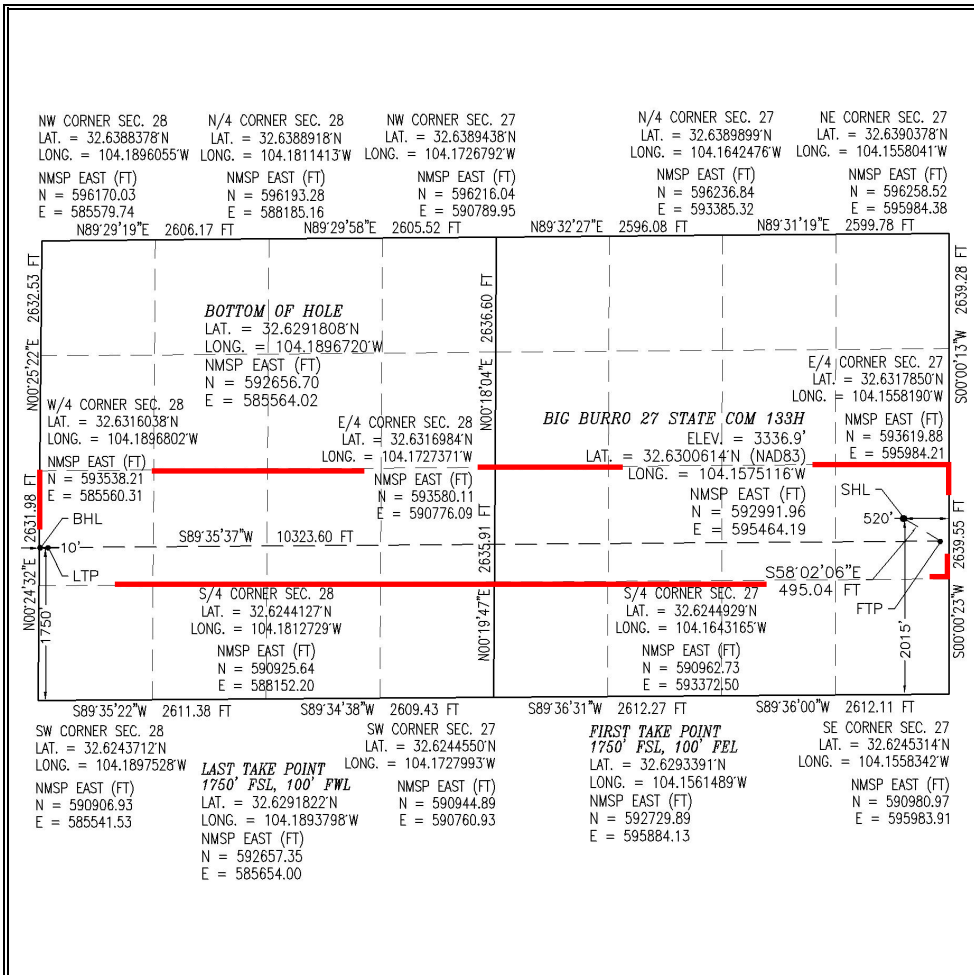 NW CORNER SEC. 28
LAT. = 32.6388378°N
LONG. = 104.1896055°W
NMSP EAST (FT)
N = 596170.03
E = 585579.74
N/4 CORNER SEC. 28
LAT. = 32.6388918°N
LONG. = 104.1811413°W
NMSP EAST (FT)
N = 596193.28
E = 588185.16
NW CORNER SEC. 27
LAT. = 32.6389438°N
LONG. = 104.1726792°W
NMSP EAST (FT)
N = 596216.04
E = 590789.95
N/4 CORNER SEC. 27
LAT. = 32.6389899°N
LONG. = 104.1642476°W
NMSP EAST (FT)
N = 596236.84
E = 593385.32
NE CORNER SEC. 27
LAT. = 32.6390378°N
LONG. = 104.1558041°W
NMSP EAST (FT)
N = 596258.52
E = 595984.38
N89°29'19"E 2606.17 FT
N89°29'58"E 2605.52 FT
N89°32'27"E 2596.08 FT
N89°31'19"E 2599.78 FT
N00°25'22"E 2632.53 FT
N00°18'04"E 2636.60 FT
S00°00'13"W 2639.28 FT
BOTTOM OF HOLE
LAT. = 32.6291808°N
LONG. = 104.1896720°W
NMSP EAST (FT)
N = 592656.70
E = 585564.02
W/4 CORNER SEC. 28
LAT. = 32.6316038°N
LONG. = 104.1896802°W
NMSP EAST (FT)
N = 593538.21
E = 585560.31
E/4 CORNER SEC. 28
LAT. = 32.6316984°N
LONG. = 104.1727371°W
NMSP EAST (FT)
N = 593580.11
E = 590776.09
BIG BURRO 27 STATE COM 133H
ELEV. = 3336.9'
LAT. = 32.6300614°N (NAD83)
LONG. = 104.1575116°W
NMSP EAST (FT)
N = 592991.96
E = 595464.19
E/4 CORNER SEC. 27
LAT. = 32.6317850°N
LONG. = 104.1558190°W
NMSP EAST (FT)
N = 593619.88
E = 595984.21
SHL
520'
BHL
10'
LTP
S89°35'37"W 10323.60 FT
S58°02'06"E
495.04 FT
FTP
N00°24'32"E 2631.98 FT
1750'
N00°19'47"E 2635.91 FT
2015'
S00°00'23"W 2639.55 FT
S/4 CORNER SEC. 28
LAT. = 32.6244127°N
LONG. = 104.1812729°W
NMSP EAST (FT)
N = 590925.64
E = 588152.20
S/4 CORNER SEC. 27
LAT. = 32.6244929°N
LONG. = 104.1643165°W
NMSP EAST (FT)
N = 590962.73
E = 593372.50
S89°35'22"W 2611.38 FT
S89°34'38"W 2609.43 FT
S89°36'31"W 2612.27 FT
S89°36'00"W 2612.11 FT
SW CORNER SEC. 28
LAT. = 32.6243712°N
LONG. = 104.1897528°W
NMSP EAST (FT)
N = 590906.93
E = 585541.53
LAST TAKE POINT
1750' FSL, 100' FWL
LAT. = 32.6291822°N
LONG. = 104.1893798°W
NMSP EAST (FT)
N = 592657.35
E = 585654.00
SW CORNER SEC. 27
LAT. = 32.6244550°N
LONG. = 104.1727993°W
NMSP EAST (FT)
N = 590944.89
E = 590760.93
FIRST TAKE POINT
1750' FSL, 100' FEL
LAT. = 32.6293391°N
LONG. = 104.1561489°W
NMSP EAST (FT)
N = 592729.89
E = 595884.13
SE CORNER SEC. 27
LAT. = 32.6245314°N
LONG. = 104.1558342°W
NMSP EAST (FT)
N = 590980.97
E = 595983.91